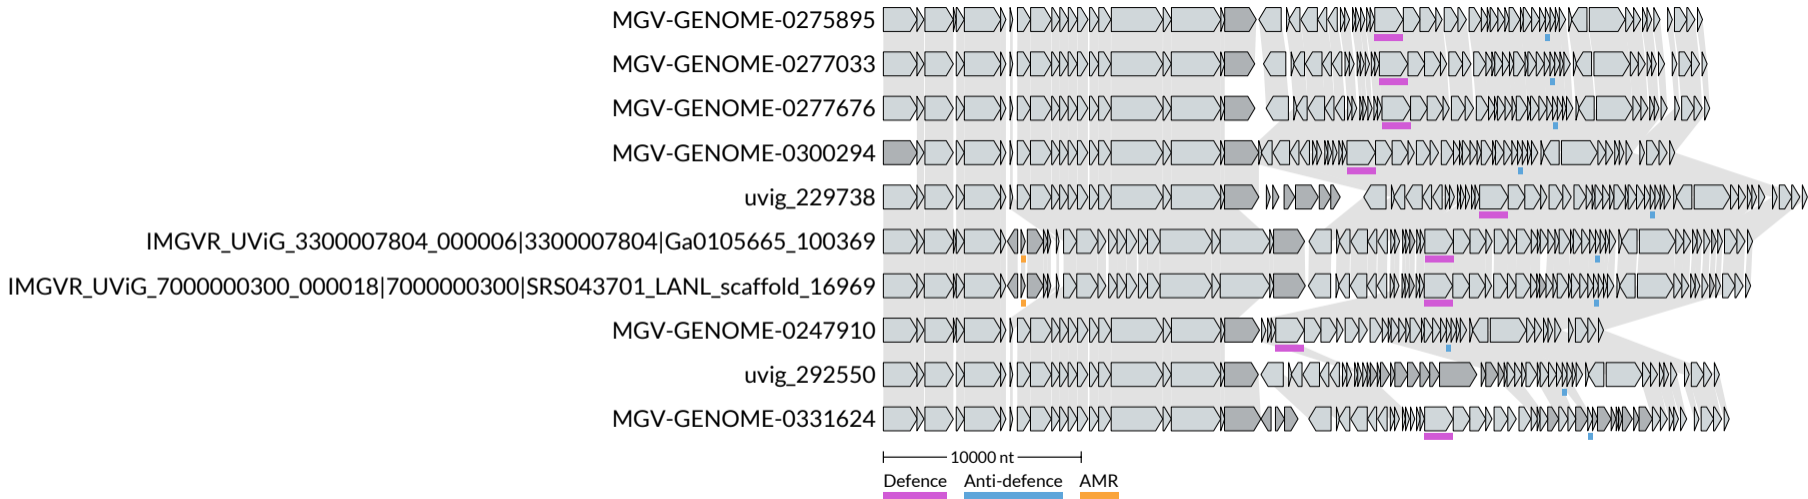 MGV-GENOME-0275895
MGV-GENOME-0277033
MGV-GENOME-0277676
MGV-GENOME-0300294
uvig_229738
IMGVR_UViG_3300007804_000006|3300007804|Ga0105665_100369
IMGVR_UViG_7000000300_000018|7000000300|SRS043701_LANL_scaffold_16969
MGV-GENOME-0247910
uvig_292550
MGV-GENOME-0331624
10000 nt
Defence Anti-defence AMR